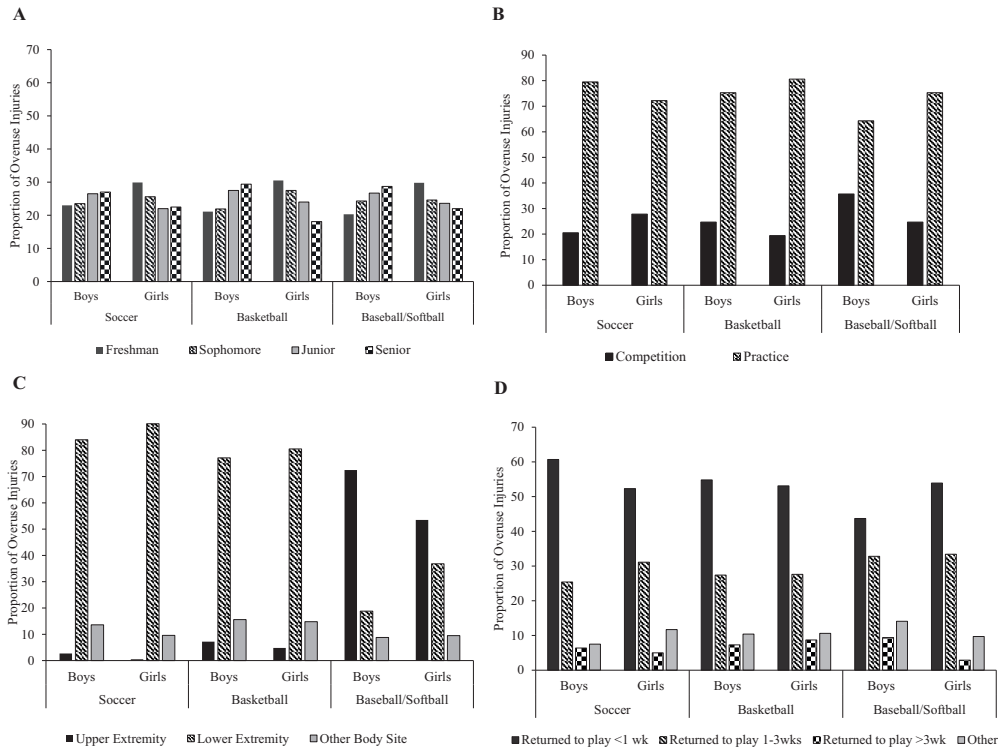 A
Proportion of Overuse Injuries
70
60
50
40
30
20
10
0
Boys Girls Boys Girls Boys Girls
Soccer Basketball Baseball/Softball
Freshman Sophomore Junior Senior
B
Proportion of Overuse Injuries
90
80
70
60
50
40
30
20
10
0
Boys Girls Boys Girls Boys Girls
Soccer Basketball Baseball/Softball
Competition Practice
C
Proportion of Overuse Injuries
90
80
70
60
50
40
30
20
10
0
Boys Girls Boys Girls Boys Girls
Soccer Basketball Baseball/Softball
Upper Extremity Lower Extremity Other Body Site
D
Proportion of Overuse Injuries
70
60
50
40
30
20
10
0
Boys Girls Boys Girls Boys Girls
Soccer Basketball Baseball/Softball
Returned to play <1 wk Returned to play 1-3wks Returned to play >3wk Other